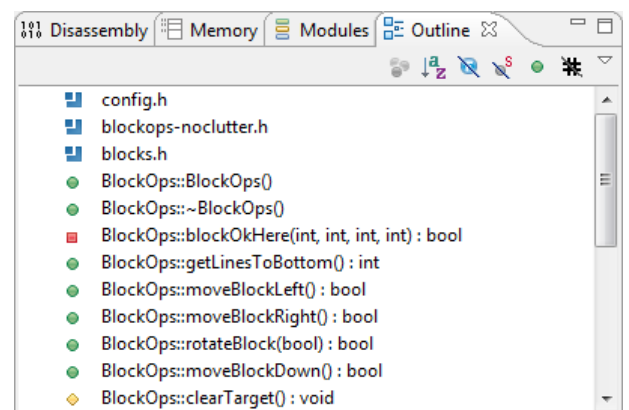 Disassembly Memory Modules Outline
config.h
blockops-noclutter.h
blocks.h
BlockOps::BlockOps()
BlockOps::~BlockOps()
BlockOps::blockOkHere(int, int, int, int) : bool
BlockOps::getLinesToBottom() : int
BlockOps::moveBlockLeft() : bool
BlockOps::moveBlockRight() : bool
BlockOps::rotateBlock(bool) : bool
BlockOps::moveBlockDown() : bool
BlockOps::clearTarget() : void